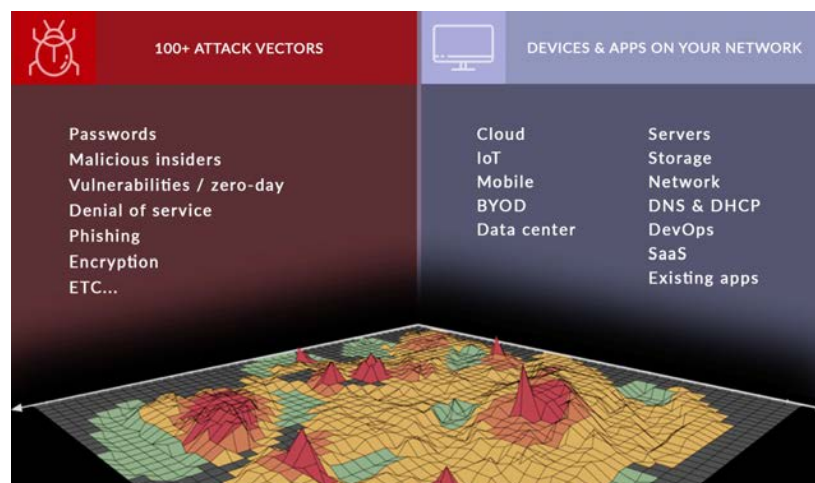 100+ ATTACK VECTORS
Passwords
Malicious insiders
Vulnerabilities / zero-day
Denial of service
Phishing
Encryption
ETC...
DEVICES & APPS ON YOUR NETWORK
Cloud
IoT
Mobile
BYOD
Data center
Servers
Storage
Network
DNS & DHCP
DevOps
SaaS
Existing apps